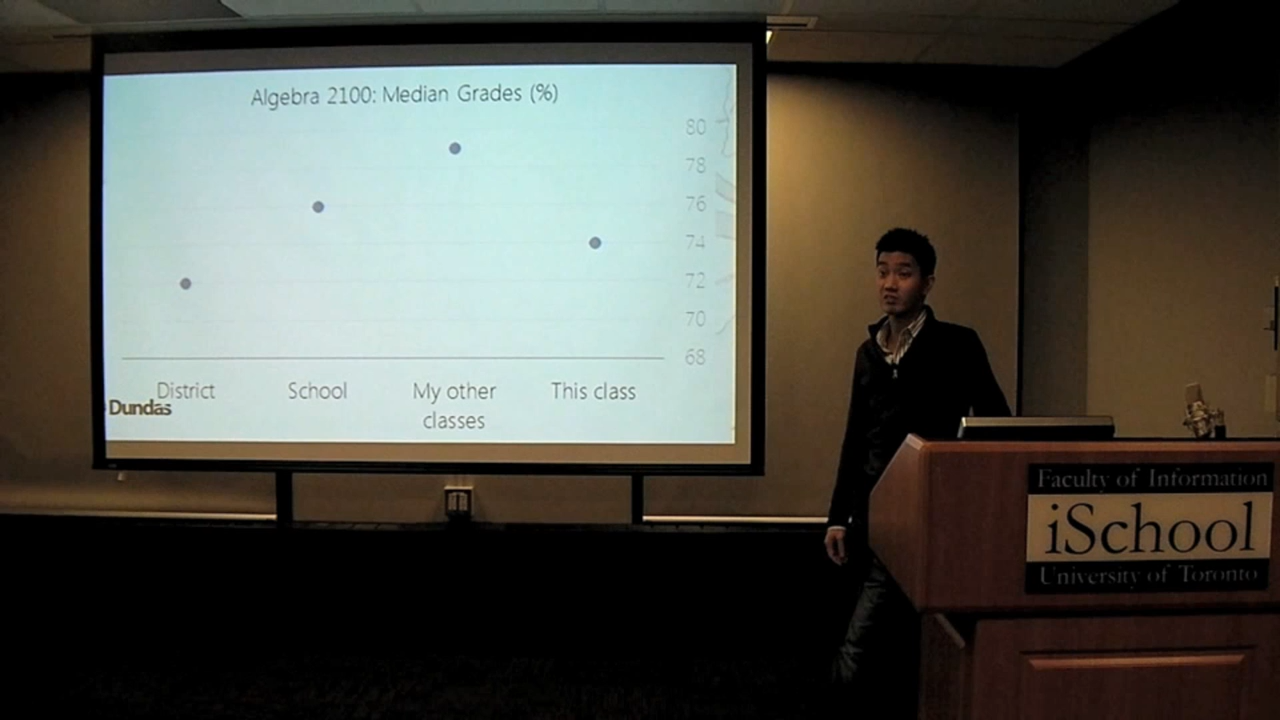 Algebra 2100: Median Grades (%)
80
78
76
74
72
70
68
District
School
My other
classes
This class
Dundas
Faculty of Information
iSchool
University of Toronto